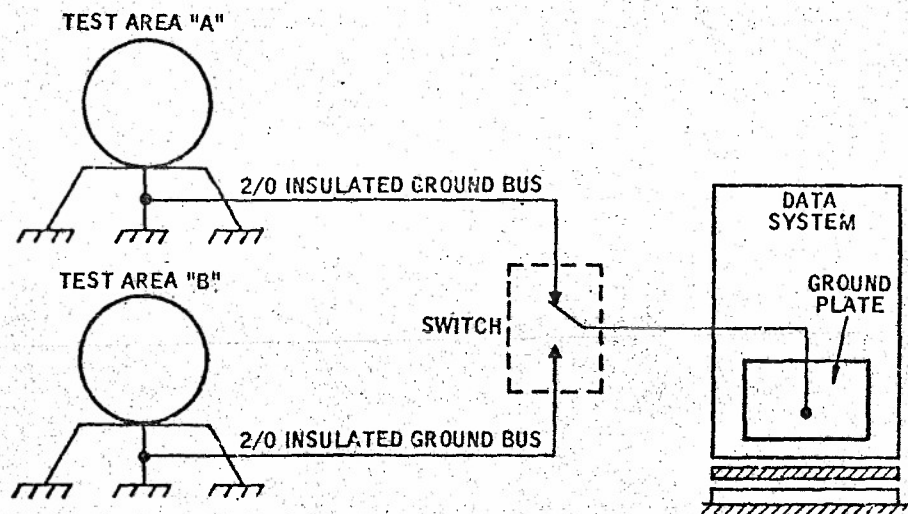 TEST AREA "A"
2/0 INSULATED GROUND BUS
DATA
SYSTEM
TEST AREA "B"
GROUND
PLATE
SWITCH
2/0 INSULATED GROUND BUS